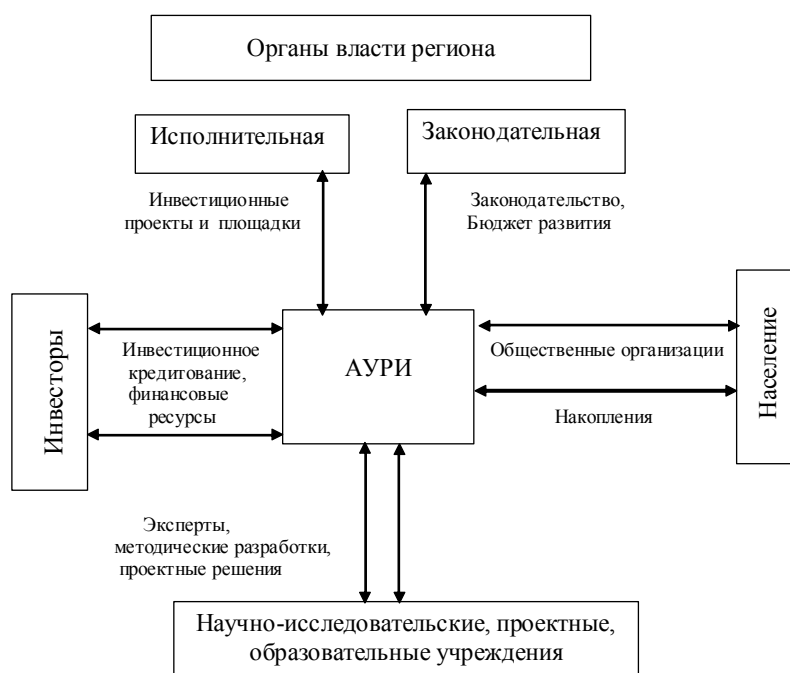 Органы власти региона
Исполнительная
Законодательная
Инвестиционные
проекты и площадки
Законодательство,
Бюджет развития
Инвесторы
Инвестиционное
кредитование,
финансовые
ресурсы
АУРИ
Общественные организации
Накопления
Население
Эксперты,
методические разработки,
проектные решения
Научно-исследовательские, проектные,
образовательные учреждения